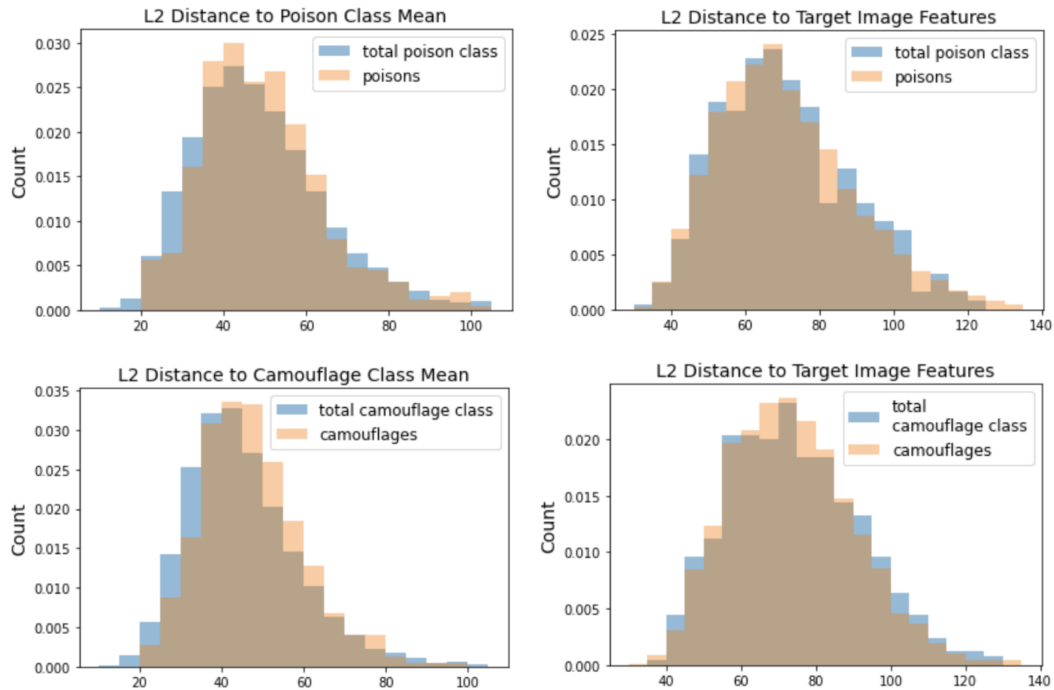 L2 Distance to Poison Class Mean
total poison class
poisons
Count
0.030
0.025
0.020
0.015
0.010
0.005
0.000
20 40 60 80 100
L2 Distance to Target Image Features
total poison class
poisons
Count
0.025
0.020
0.015
0.010
0.005
0.000
40 60 80 100 120 140
L2 Distance to Camouflage Class Mean
total camouflage class
camouflages
Count
0.035
0.030
0.025
0.020
0.015
0.010
0.005
0.000
20 40 60 80 100
L2 Distance to Target Image Features
total
camouflage class
camouflages
Count
0.020
0.015
0.010
0.005
0.000
40 60 80 100 120 140